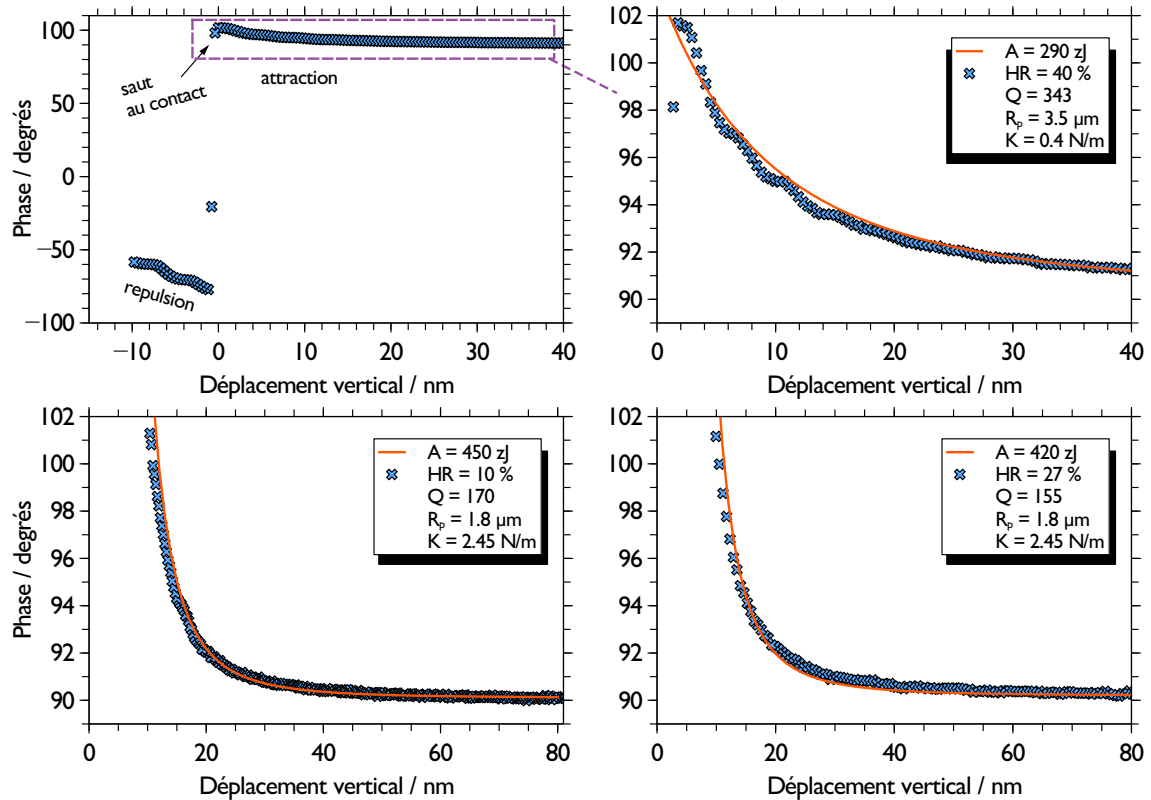 Phase / degrés
100
50
0
−50
−100
saut
au contact
attraction
repulsion
−10
0
10
20
30
40
Déplacement vertical / nm
102
100
98
96
94
92
90
A = 290 zJ
HR = 40 %
Q = 343
Rₚ = 3.5 µm
K = 0.4 N/m
0
10
20
30
40
Déplacement vertical / nm
Phase / degrés
102
100
98
96
94
92
90
A = 450 zJ
HR = 10 %
Q = 170
Rₚ = 1.8 µm
K = 2.45 N/m
0
20
40
60
80
Déplacement vertical / nm
102
100
98
96
94
92
90
A = 420 zJ
HR = 27 %
Q = 155
Rₚ = 1.8 µm
K = 2.45 N/m
0
20
40
60
80
Déplacement vertical / nm